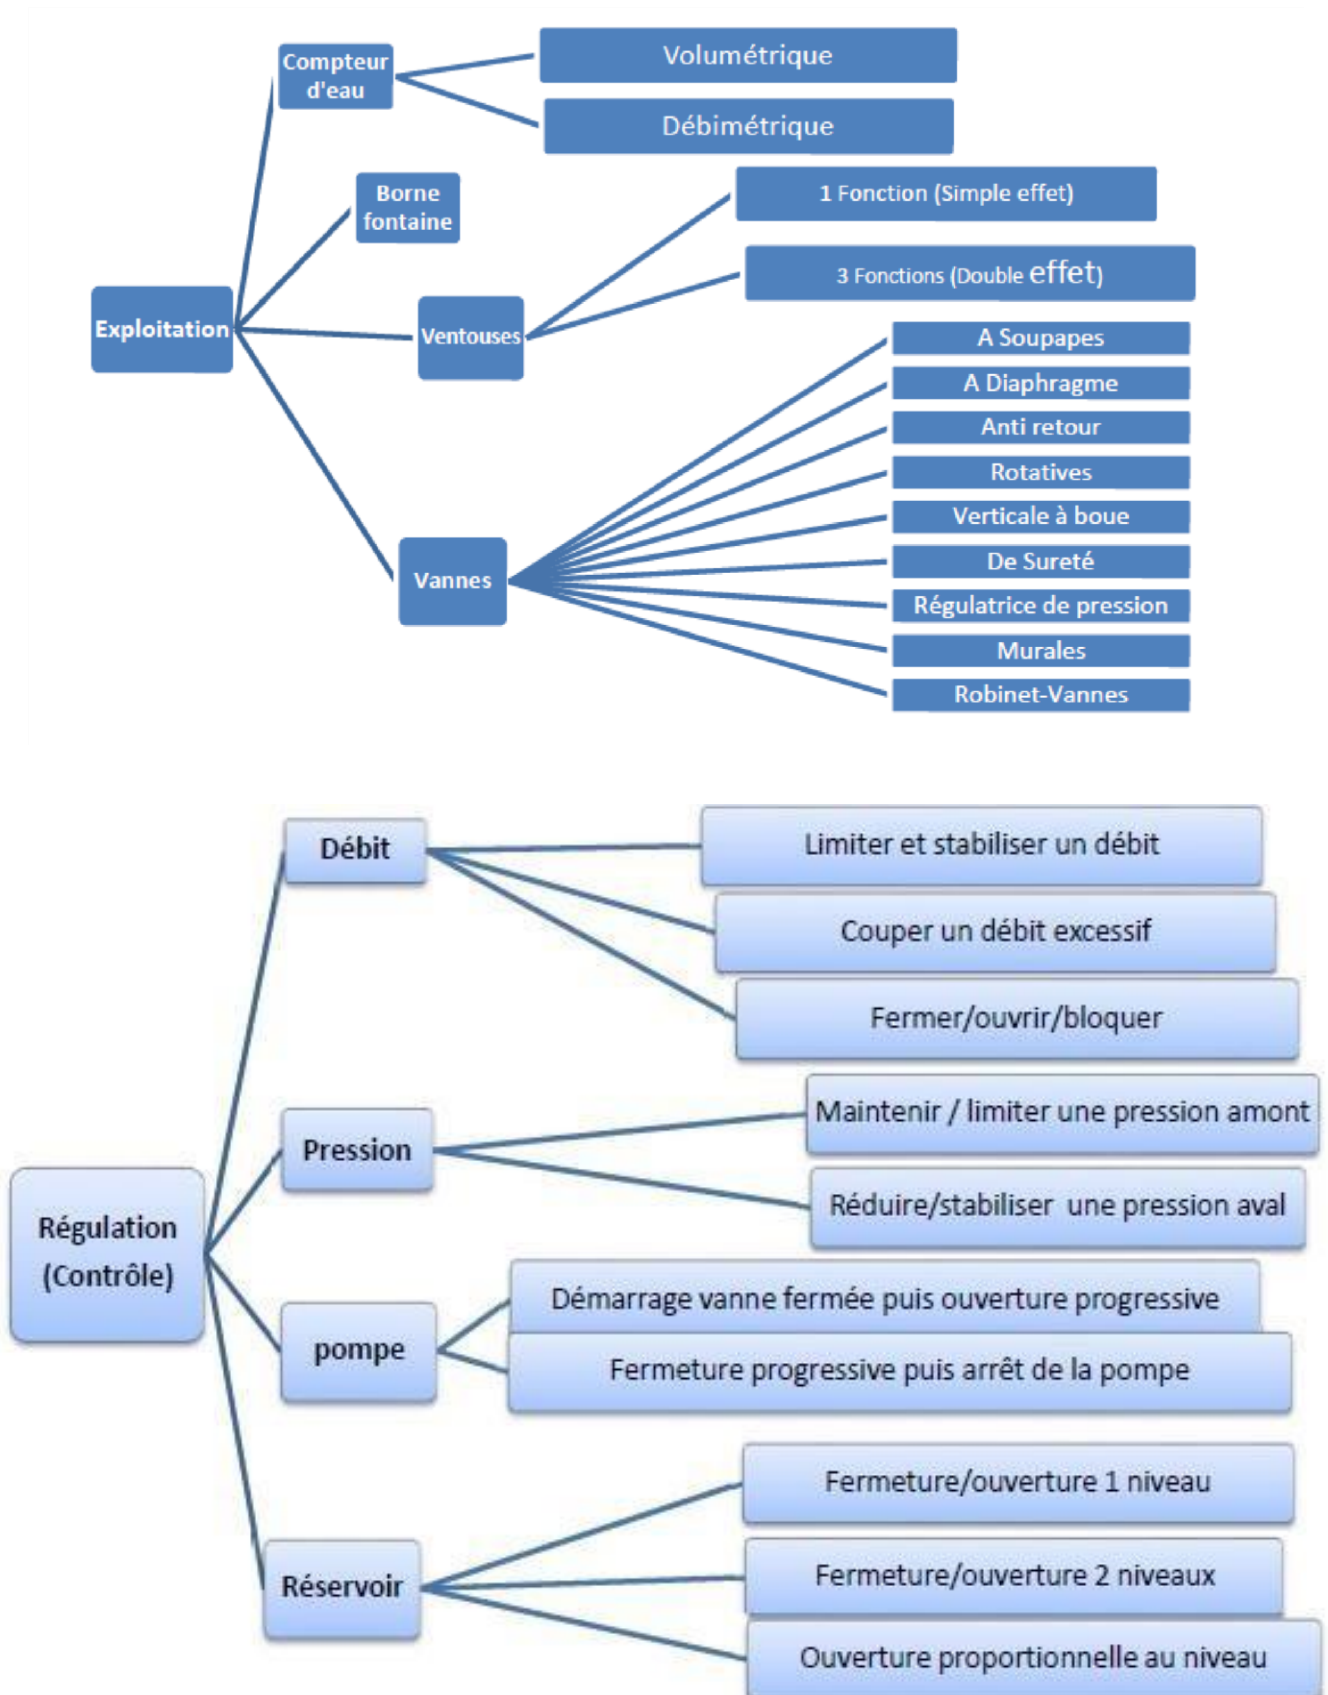 Compteur
d'eau
Volumétrique
Débimétrique
Borne
fontaine
1 Fonction (Simple effet)
3 Fonctions (Double effet)
Exploitation
Ventouses
A Soupapes
A Diaphragme
Anti retour
Rotatives
Verticale à boue
De Sureté
Régulatrice de pression
Murales
Robinet-Vannes
Vannes
Débit
Limiter et stabiliser un débit
Couper un débit excessif
Fermer/ouvrir/bloquer
Pression
Maintenir / limiter une pression amont
Réduire/stabiliser une pression aval
Régulation
(Contrôle)
pompe
Démarrage vanne fermée puis ouverture progressive
Fermeture progressive puis arrêt de la pompe
Réservoir
Fermeture/ouverture 1 niveau
Fermeture/ouverture 2 niveaux
Ouverture proportionnelle au niveau